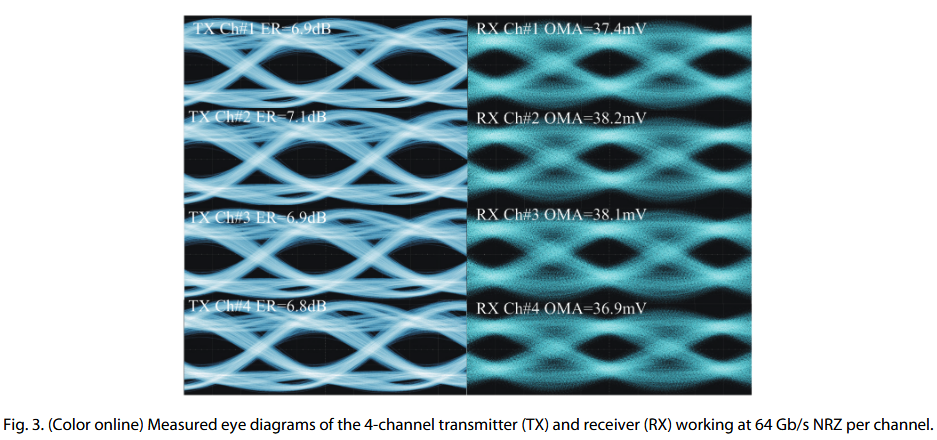 TX Ch#1 ER=6.9dB
RX Ch#1 OMA=37.4mV
TX Ch#2 ER=7.1dB
RX Ch#2 OMA=38.2mV
TX Ch#3 ER=6.9dB
RX Ch#3 OMA=38.1mV
TX Ch#4 ER=6.8dB
RX Ch#4 OMA=36.9mV
Fig. 3. (Color online) Measured eye diagrams of the 4-channel transmitter (TX) and receiver (RX) working at 64 Gb/s NRZ per channel.